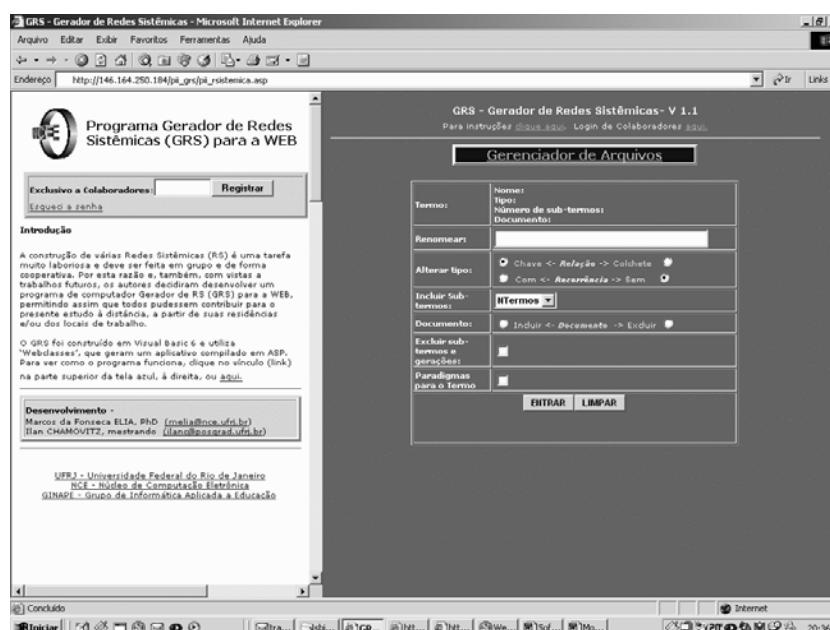 GRS - Gerador de Redes Sistêmicas - Microsoft Internet Explorer
Arquivo Editar Exibir Favoritos Ferramentas Ajuda
Endereço http://146.164.250.184/pii_grs/pii_rsistemica.asp Ir Links
Programa Gerador de Redes
Sistêmicas (GRS) para a WEB
Exclusivo a Colaboradores: Registrar
Esqueci a senha
Introdução
A construção de várias Redes Sistêmicas (RS) é uma tarefa
muito laboriosa e deve ser feita em grupo e de forma
cooperativa. Por esta razão e, também, com vistas a
trabalhos futuros, os autores decidiram desenvolver um
programa de computador Gerador de RS (GRS) para a WEB,
permitindo assim que todos pudessem contribuir para o
presente estudo à distância, a partir de suas residências
e/ou dos locais de trabalho.
O GRS foi construído em Visual Basic 6 e utiliza
'Webclasses', que geram um aplicativo compilado em ASP.
Para ver como o programa funciona, clique no vínculo (link)
na parte superior da tela azul, à direita, ou aqui.
Desenvolvimento -
Marcos da Fonseca ELIA, PhD (melia@nce.ufrj.br)
Ilan CHAMOVITZ, mestrando (ilanc@posgrad.ufrj.br)
UFRJ - Universidade Federal do Rio de Janeiro
NCE - Núcleo de Computação Eletrônica
GINAPE - Grupo de Informática Aplicada a Educação
GRS - Gerador de Redes Sistêmicas- V 1.1
Para instruções clique aqui. Login de Colaboradores aqui.
Gerenciador de Arquivos
Termo:
Nome:
Tipo:
Número de sub-termos:
Documento:
Renomear:
Alterar tipo:
Chave <- Relação -> Colchete
Com <- Recorrência -> Sem
Incluir Sub-
termos:
NTermos
Documento:
Incluir <- Documento -> Excluir
Excluir sub-
termos e
gerações:
Paradigmas
para o Termo
ENTRAR LIMPAR
Concluído Internet
Iniciar 20:36